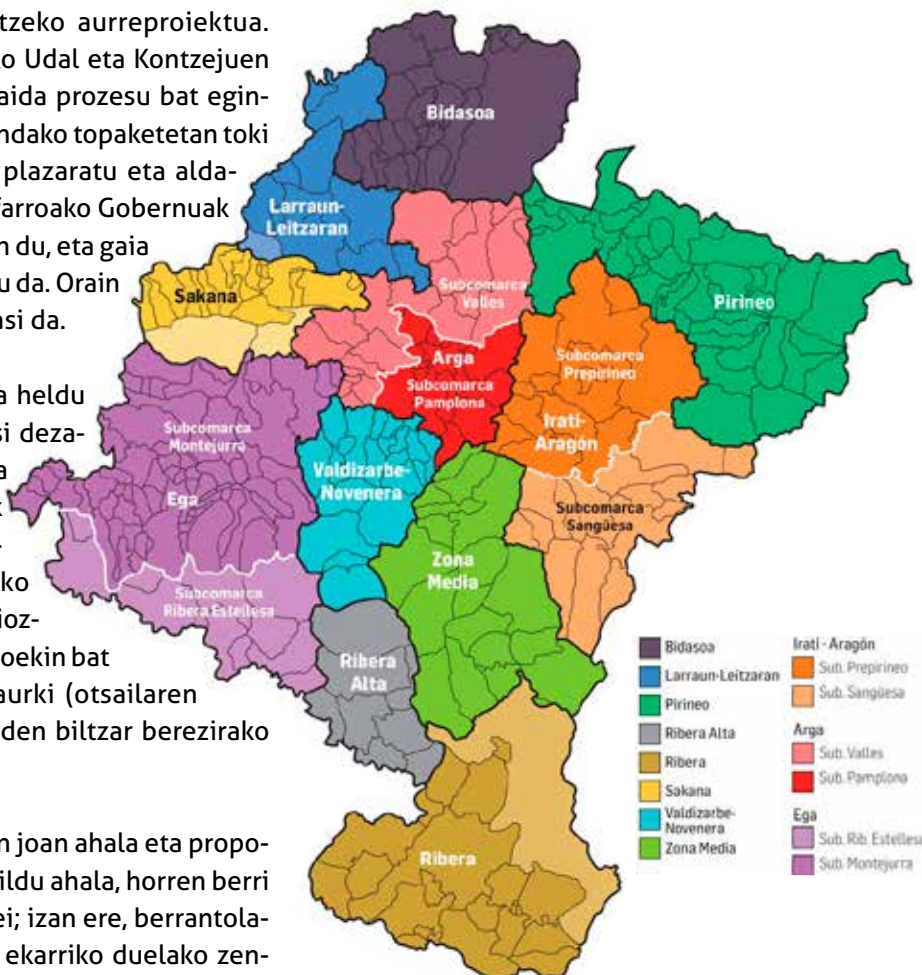 tzeko aurreproiektua.
o Udal eta Kontzejuen
aida prozesu bat egin-
ndako topaketetan toki
plazaratu eta alda-
farroako Gobernuak
n du, eta gaia
u da. Orain
asi da.
a heldu
si deza-
a
k
ko
ioz-
oekin bat
aurki (otsailaren
den biltzar berezirako
n joan ahala eta propo-
ildu ahala, horren berri
ei; izan ere, berrantola-
ekarriko duelako zen-
Bidasoa
Larraun-
Leitzaran
Sakana
Subcomarca
Valles
Pirineo
Arga
Subcomarca
Pamplona
Subcomarca
Prepirineo
Irati-
Aragón
Subcomarca
Montejurra
Ega
Valdizarbe-
Novenera
Subcomarca
Sangüesa
Zona
Media
Subcomarca
Ribera Estellesa
Ribera
Alta
Ribera
Bidasoa
Larraun-Leitzaran
Pirineo
Ribera Alta
Ribera
Sakana
Valdizarbe-
Novenera
Zona Media
Irati - Aragón
Sub. Prepirineo
Sub. Sangüesa
Arga
Sub. Valles
Sub. Pamplona
Ega
Sub. Rib. Estellesa
Sub. Montejurra